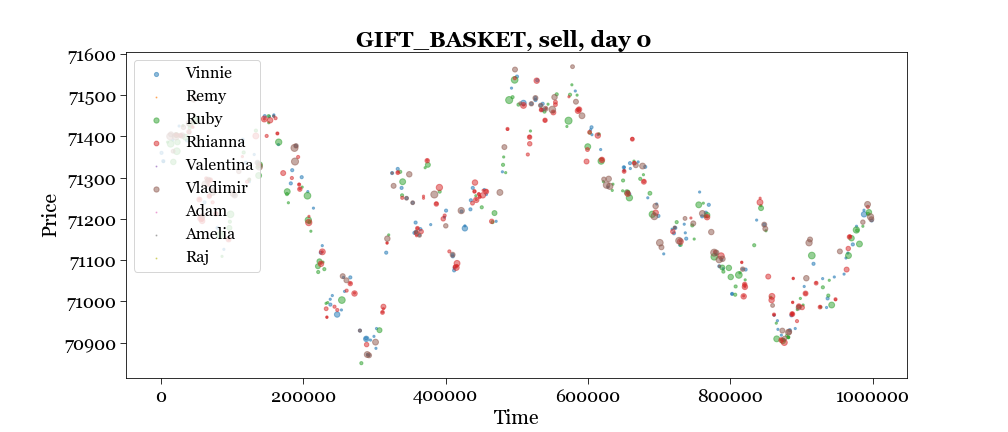 GIFT_BASKET, sell, day 0
71600
71500
71400
71300
71200
71100
71000
70900
Price
Vinnie
Remy
Ruby
Rhianna
Valentina
Vladimir
Adam
Amelia
Raj
0
200000
400000
600000
800000
1000000
Time